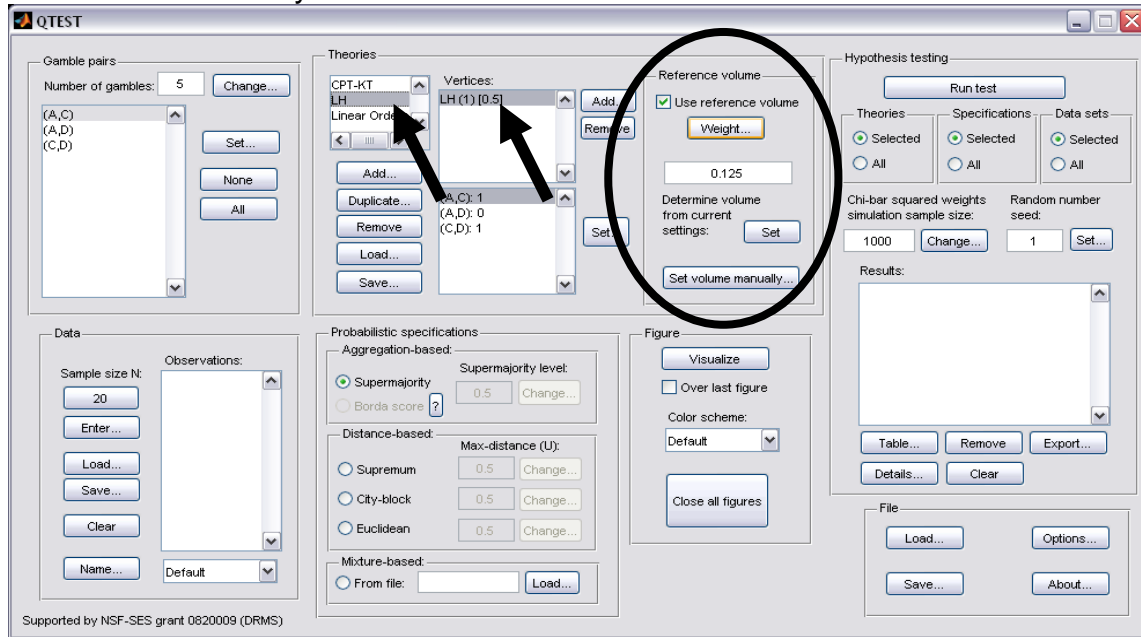 QTEST
Gamble pairs
Number of gambles: 5 Change...
(A,C)
(A,D)
(C,D)
Set...
None
All
Theories
CPT-KT
LH
Linear Orde
Add...
Duplicate...
Remove
Load...
Save...
Vertices:
LH (1) [0.5]
Add
Remove
(A,C): 1
(A,D): 0
(C,D): 1
Set...
Reference volume
Use reference volume
Weight...
0.125
Determine volume
from current
settings: Set
Set volume manually...
Hypothesis testing
Run test
Theories
Selected
All
Specifications
Selected
All
Data sets
Selected
All
Chi-bar squared weights
simulation sample size:
1000 Change...
Random number
seed:
1 Set...
Results:
Table... Remove Export...
Details... Clear
Data
Sample size N:
20
Enter...
Load...
Save...
Clear
Name...
Observations:
Default
Probabilistic specifications
Aggregation-based:
Supermajority level:
Supermajority 0.5 Change...
Borda score ?
Distance-based:
Max-distance (U):
Supremum 0.5 Change...
City-block 0.5 Change...
Euclidean 0.5 Change...
Mixture-based:
From file: Load...
Figure
Visualize
Over last figure
Color scheme:
Default
Close all figures
File
Load... Options...
Save... About...
Supported by NSF-SES grant 0820009 (DRMS)